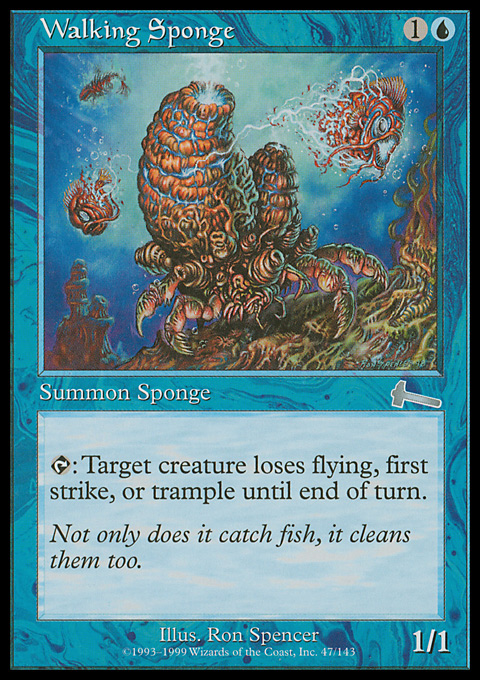 Walking Sponge 1
Summon Sponge
: Target creature loses flying, first
strike, or trample until end of turn.
Not only does it catch fish, it cleans
them too.
Illus. Ron Spencer
©1993–1999 Wizards of the Coast, Inc. 47/143
1/1